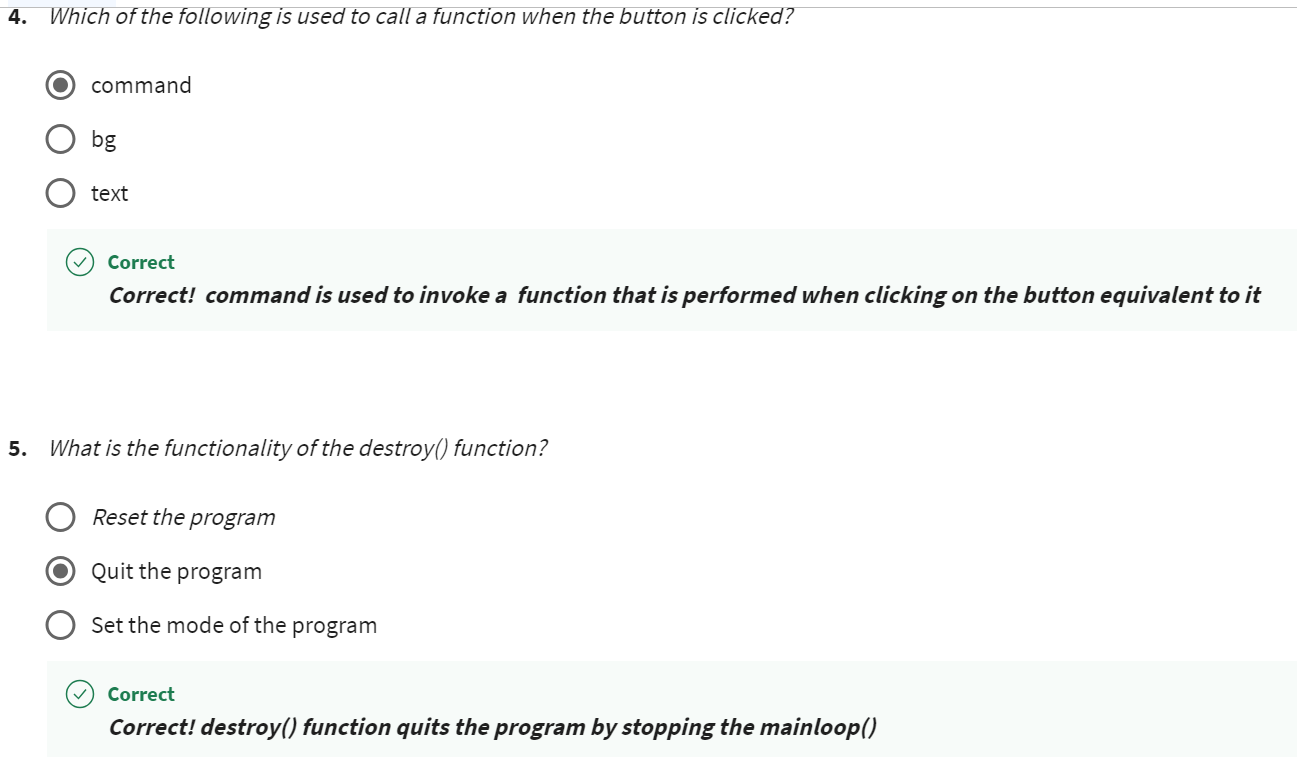 4. Which of the following is used to call a function when the button is clicked?
command
bg
text
Correct
Correct! command is used to invoke a function that is performed when clicking on the button equivalent to it
5. What is the functionality of the destroy() function?
Reset the program
Quit the program
Set the mode of the program
Correct
Correct! destroy() function quits the program by stopping the mainloop()